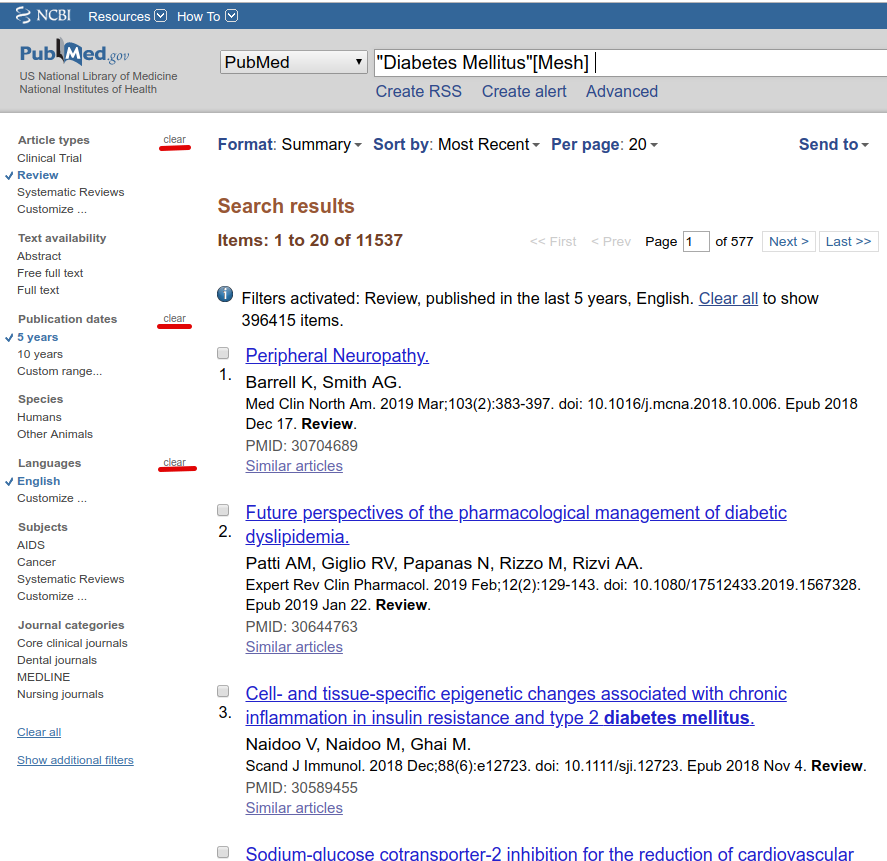 NCBI Resources How To
PubMed.gov
US National Library of Medicine
National Institutes of Health
PubMed
"Diabetes Mellitus"[Mesh]
Create RSS Create alert Advanced
Article types clear
Clinical Trial
Review
Systematic Reviews
Customize ...
Text availability
Abstract
Free full text
Full text
Publication dates clear
5 years
10 years
Custom range...
Species
Humans
Other Animals
Languages clear
English
Customize ...
Subjects
AIDS
Cancer
Systematic Reviews
Customize ...
Journal categories
Core clinical journals
Dental journals
MEDLINE
Nursing journals
Clear all
Show additional filters
Format: Summary Sort by: Most Recent Per page: 20 Send to
Search results
Items: 1 to 20 of 11537
<< First < Prev Page 1 of 577 Next > Last >>
Filters activated: Review, published in the last 5 years, English. Clear all to show
396415 items.
Peripheral Neuropathy.
1.
Barrell K, Smith AG.
Med Clin North Am. 2019 Mar;103(2):383-397. doi: 10.1016/j.mcna.2018.10.006. Epub 2018
Dec 17. Review.
PMID: 30704689
Similar articles
Future perspectives of the pharmacological management of diabetic
2. dyslipidemia.
Patti AM, Giglio RV, Papanas N, Rizzo M, Rizvi AA.
Expert Rev Clin Pharmacol. 2019 Feb;12(2):129-143. doi: 10.1080/17512433.2019.1567328.
Epub 2019 Jan 22. Review.
PMID: 30644763
Similar articles
Cell- and tissue-specific epigenetic changes associated with chronic
3. inflammation in insulin resistance and type 2 diabetes mellitus.
Naidoo V, Naidoo M, Ghai M.
Scand J Immunol. 2018 Dec;88(6):e12723. doi: 10.1111/sji.12723. Epub 2018 Nov 4. Review.
PMID: 30589455
Similar articles
Sodium-glucose cotransporter-2 inhibition for the reduction of cardiovascular